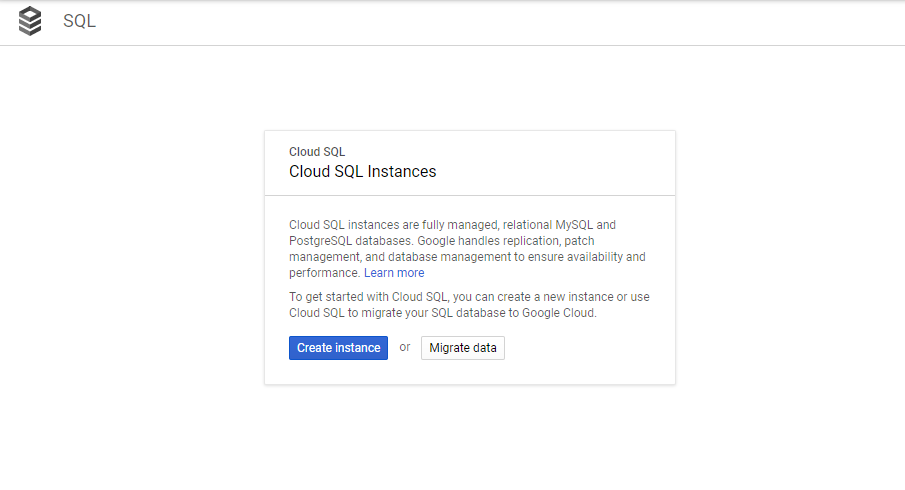 SQL
Cloud SQL
Cloud SQL Instances
Cloud SQL instances are fully managed, relational MySQL and
PostgreSQL databases. Google handles replication, patch
management, and database management to ensure availability and
performance. Learn more
To get started with Cloud SQL, you can create a new instance or use
Cloud SQL to migrate your SQL database to Google Cloud.
Create instance or Migrate data